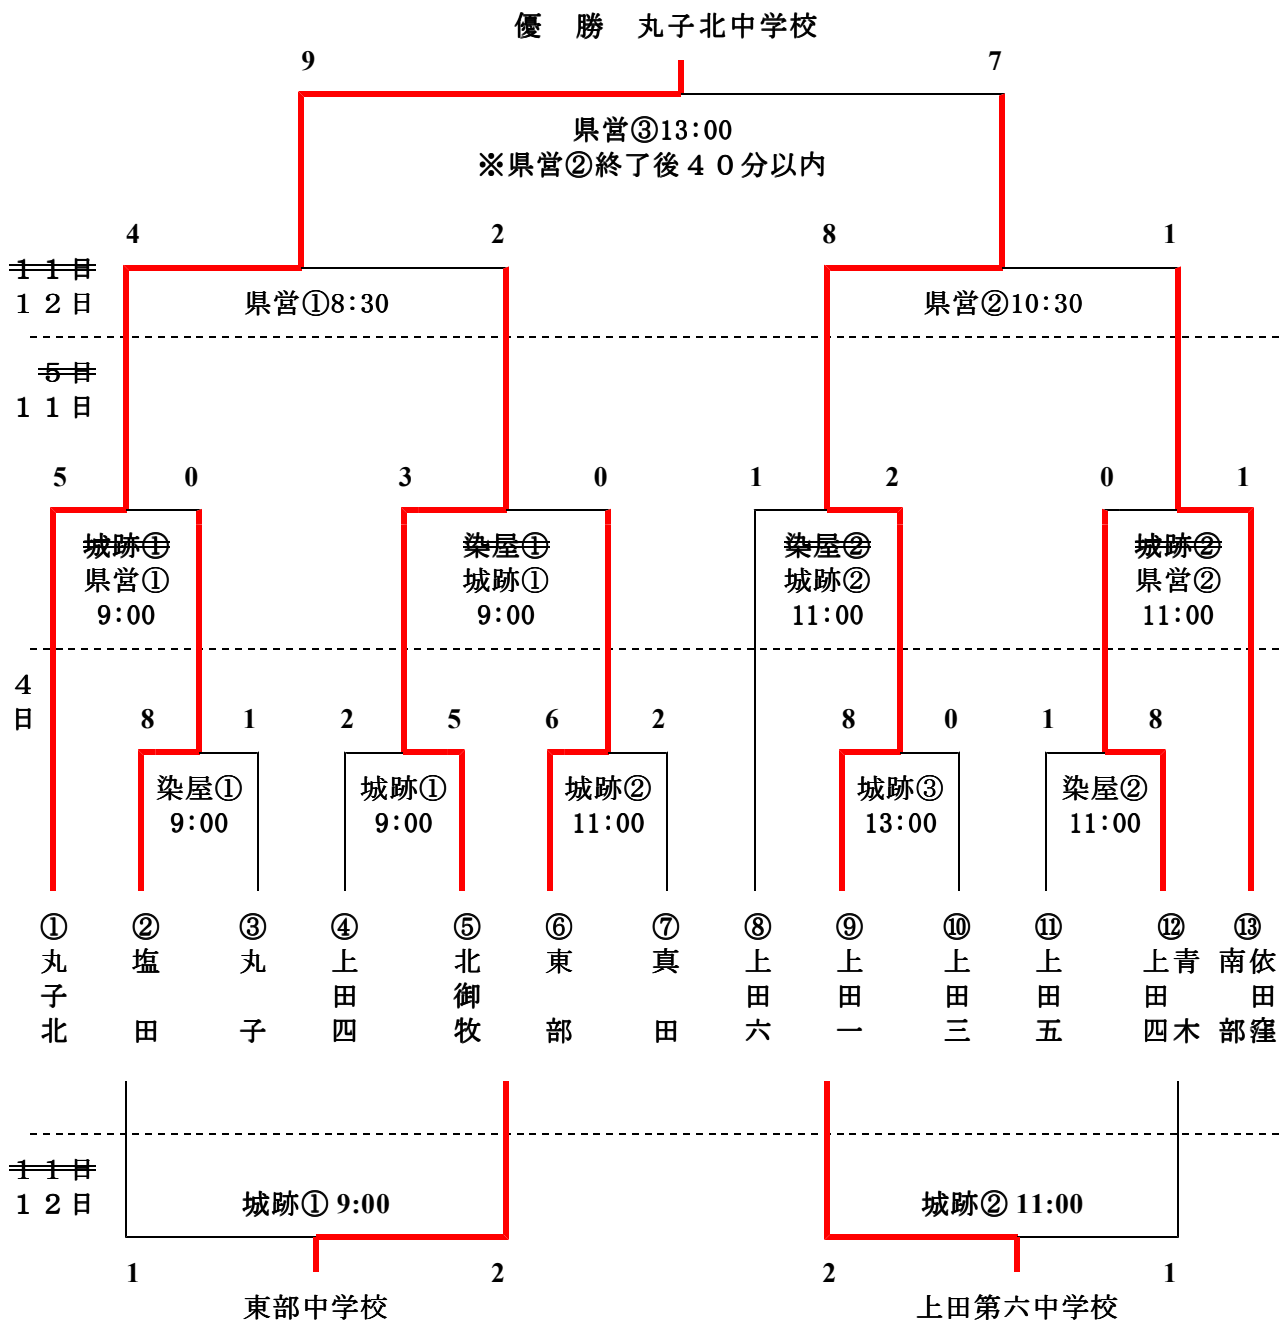 優　勝　丸子北中学校
9　7
県営③13:00
※県営②終了後４０分以内
4　2　8　1
１１日
１２日　県営①8:30　県営②10:30
５日
１１日
5　0　3　0　1　2　0　1
城跡①　染屋①　染屋②　城跡②
県営①　城跡①　城跡②　県営②
9:00　9:00　11:00　11:00
４日
8　1　2　5　6　2　8　0　1　8
染屋①　城跡①　城跡②　城跡③　染屋②
9:00　9:00　11:00　13:00　11:00
①丸子北
②塩田
③丸子
④上田四
⑤北御牧
⑥東部
⑦真田
⑧上田六
⑨上田一
⑩上田三
⑪上田五
⑫青木
上田四
⑬依田窪
南部
１１日
１２日　城跡① 9:00　城跡② 11:00
1　2　2　1
東部中学校　上田第六中学校